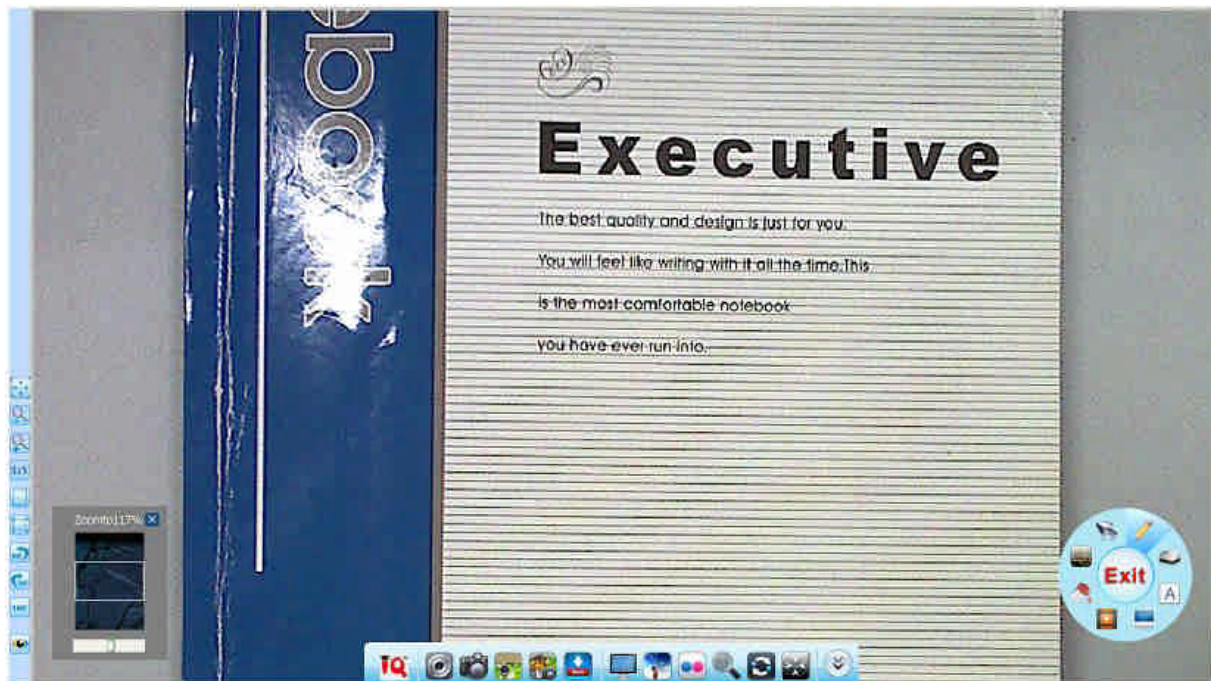 Executive
The best quality and design is just for you.
You will feel like writing with it all the time.This
is the most comfortable notebook
you have ever run into.
Zoomto117%
Exit
A
IQ